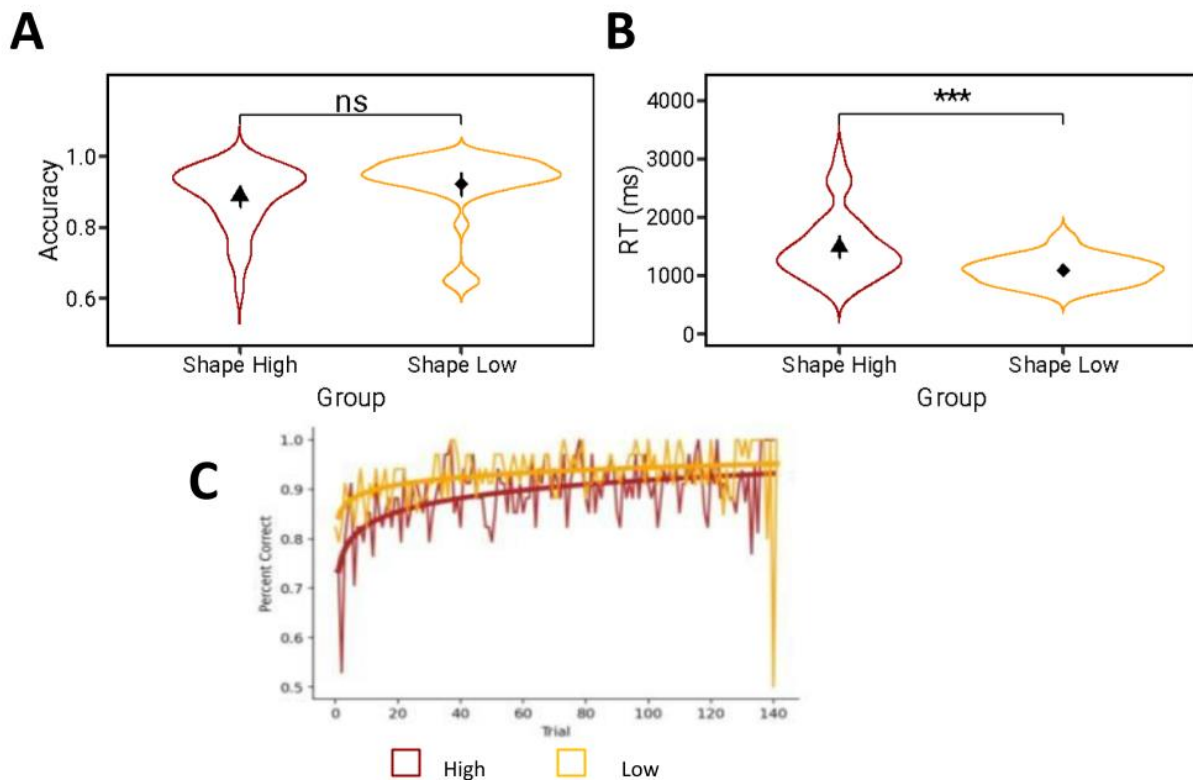 A
B
ns
***
Accuracy
1.0
0.8
0.6
Shape High
Shape Low
Group
RT (ms)
4000
3000
2000
1000
0
Shape High
Shape Low
Group
C
Percent Correct
1.0
0.9
0.8
0.7
0.6
0.5
0
20
40
60
80
100
120
140
Trial
High
Low